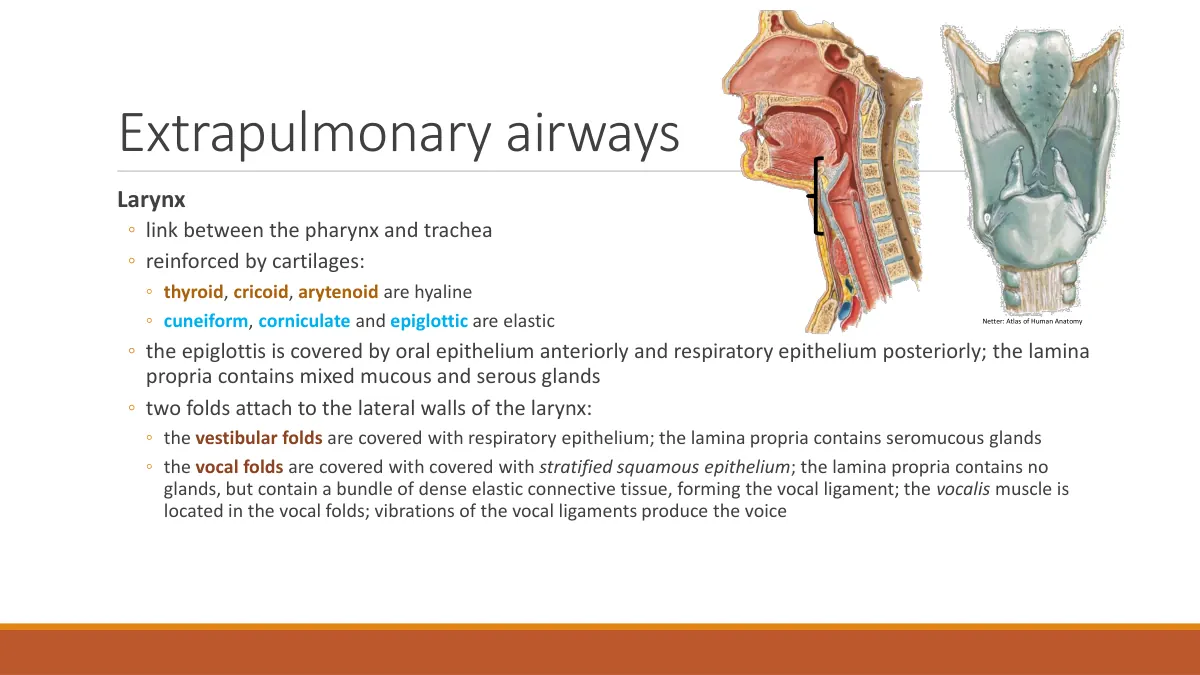 Extrapulmonary airways
Larynx
◦ link between the pharynx and trachea
◦ reinforced by cartilages:
◦ thyroid, cricoid, arytenoid are hyaline
◦ cuneiform, corniculate and epiglottic are elastic
Netter: Atlas of Human Anatomy
◦ the epiglottis is covered by oral epithelium anteriorly and respiratory epithelium posteriorly; the lamina
propria contains mixed mucous and serous glands
◦ two folds attach to the lateral walls of the larynx:
◦ the vestibular folds are covered with respiratory epithelium; the lamina propria contains seromucous glands
◦ the vocal folds are covered with covered with stratified squamous epithelium; the lamina propria contains no
glands, but contain a bundle of dense elastic connective tissue, forming the vocal ligament; the vocalis muscle is
located in the vocal folds; vibrations of the vocal ligaments produce the voice